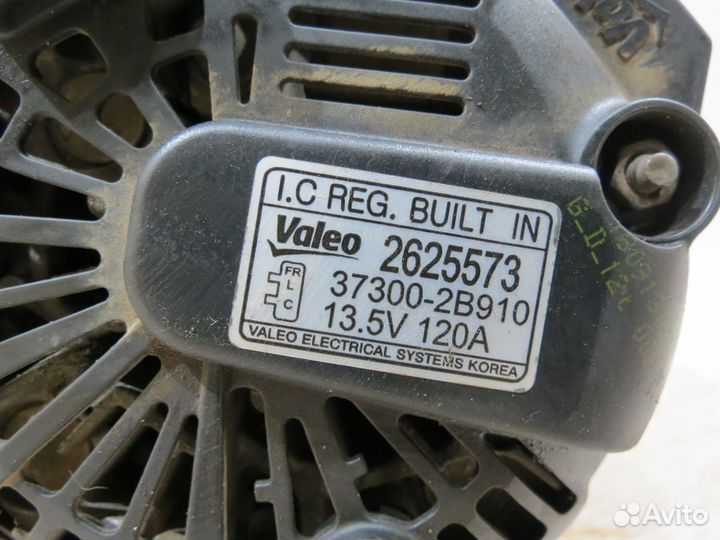 I.C REG. BUILT IN
Valeo 2625573
FR
L
C
37300-2B910
13.5V 120A
VALEO ELECTRICAL SYSTEMS KOREA
Avito